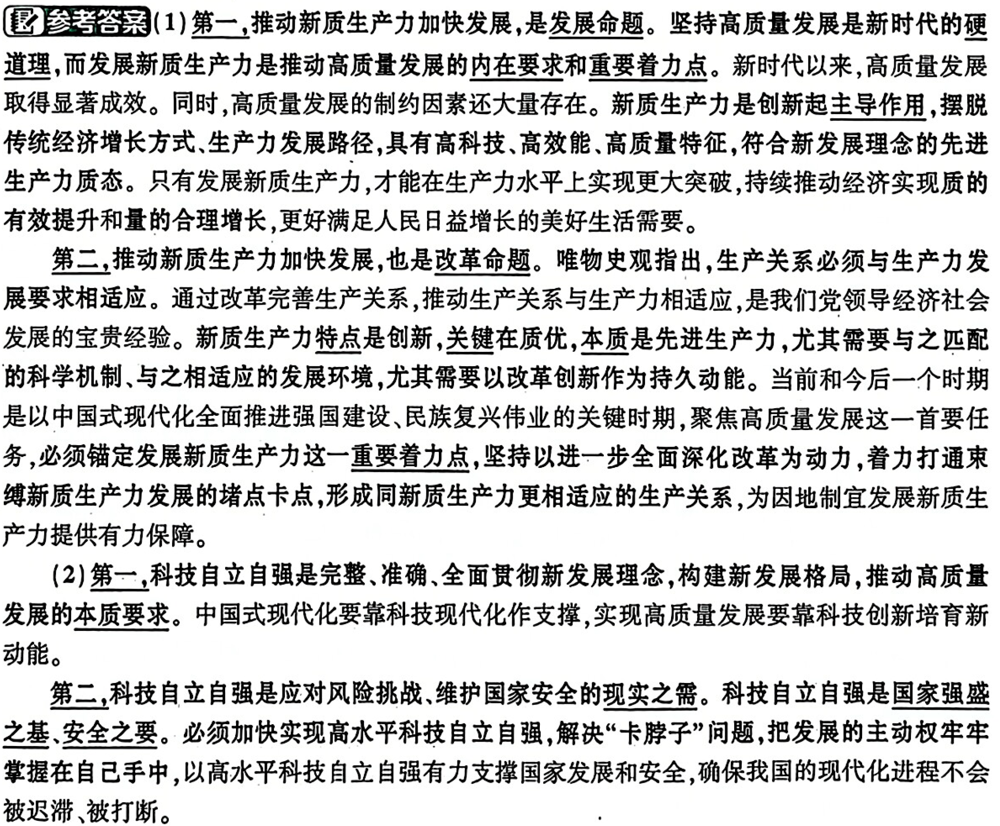 参考答案(1)第一,推动新质生产力加快发展,是发展命题。坚持高质量发展是新时代的硬
道理,而发展新质生产力是推动高质量发展的内在要求和重要着力点。新时代以来,高质量发展
取得显著成效。同时,高质量发展的制约因素还大量存在。新质生产力是创新起主导作用,摆脱
传统经济增长方式、生产力发展路径,具有高科技、高效能、高质量特征,符合新发展理念的先进
生产力质态。只有发展新质生产力,才能在生产力水平上实现更大突破,持续推动经济实现质的
有效提升和量的合理增长,更好满足人民日益增长的美好生活需要。
第二,推动新质生产力加快发展,也是改革命题。唯物史观指出,生产关系必须与生产力发
展要求相适应。通过改革完善生产关系,推动生产关系与生产力相适应,是我们党领导经济社会
发展的宝贵经验。新质生产力特点是创新,关键在质优,本质是先进生产力,尤其需要与之匹配
的科学机制、与之相适应的发展环境,尤其需要以改革创新作为持久动能。当前和今后一个时期
是以中国式现代化全面推进强国建设、民族复兴伟业的关键时期,聚焦高质量发展这一首要任
务,必须锚定发展新质生产力这一重要着力点,坚持以进一步全面深化改革为动力,着力打通束
缚新质生产力发展的堵点卡点,形成同新质生产力更相适应的生产关系,为因地制宜发展新质生
产力提供有力保障。
(2)第一,科技自立自强是完整、准确、全面贯彻新发展理念,构建新发展格局,推动高质量
发展的本质要求。中国式现代化要靠科技现代化作支撑,实现高质量发展要靠科技创新培育新
动能。
第二,科技自立自强是应对风险挑战、维护国家安全的现实之需。科技自立自强是国家强盛
之基、安全之要。必须加快实现高水平科技自立自强,解决“卡脖子”问题,把发展的主动权牢牢
掌握在自己手中,以高水平科技自立自强有力支撑国家发展和安全,确保我国的现代化进程不会
被迟滞、被打断。